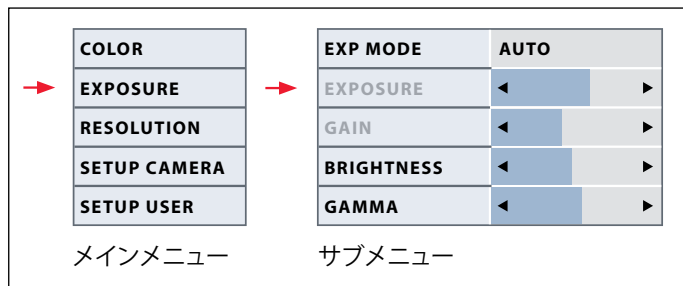 COLOR
EXPOSURE
RESOLUTION
SETUP CAMERA
SETUP USER
メインメニュー
EXP MODE AUTO
EXPOSURE
GAIN
BRIGHTNESS
GAMMA
サブメニュー